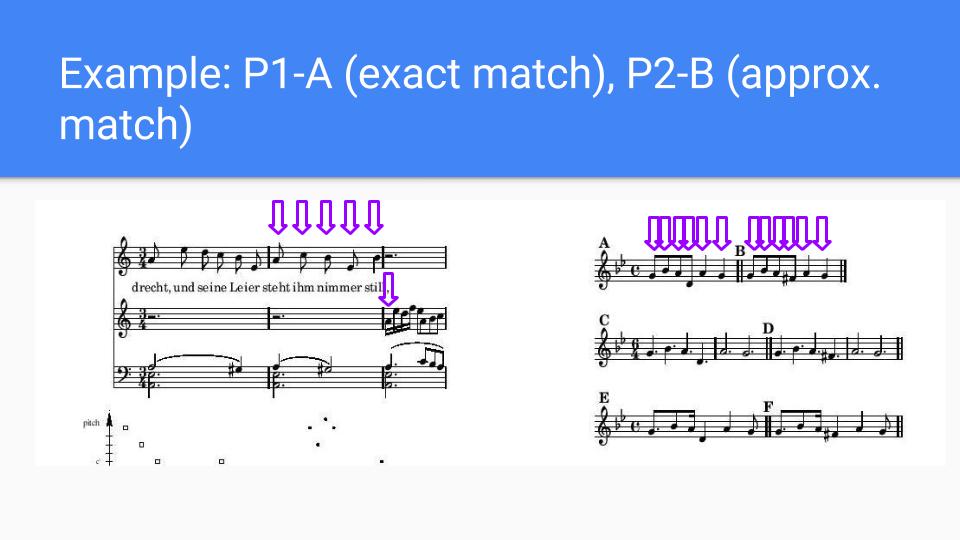 Example: P1-A (exact match), P2-B (approx.
match)
drecht, und seine Leier steht ihm nimmer still,
pitch
c'
A
B
C
D
E
F